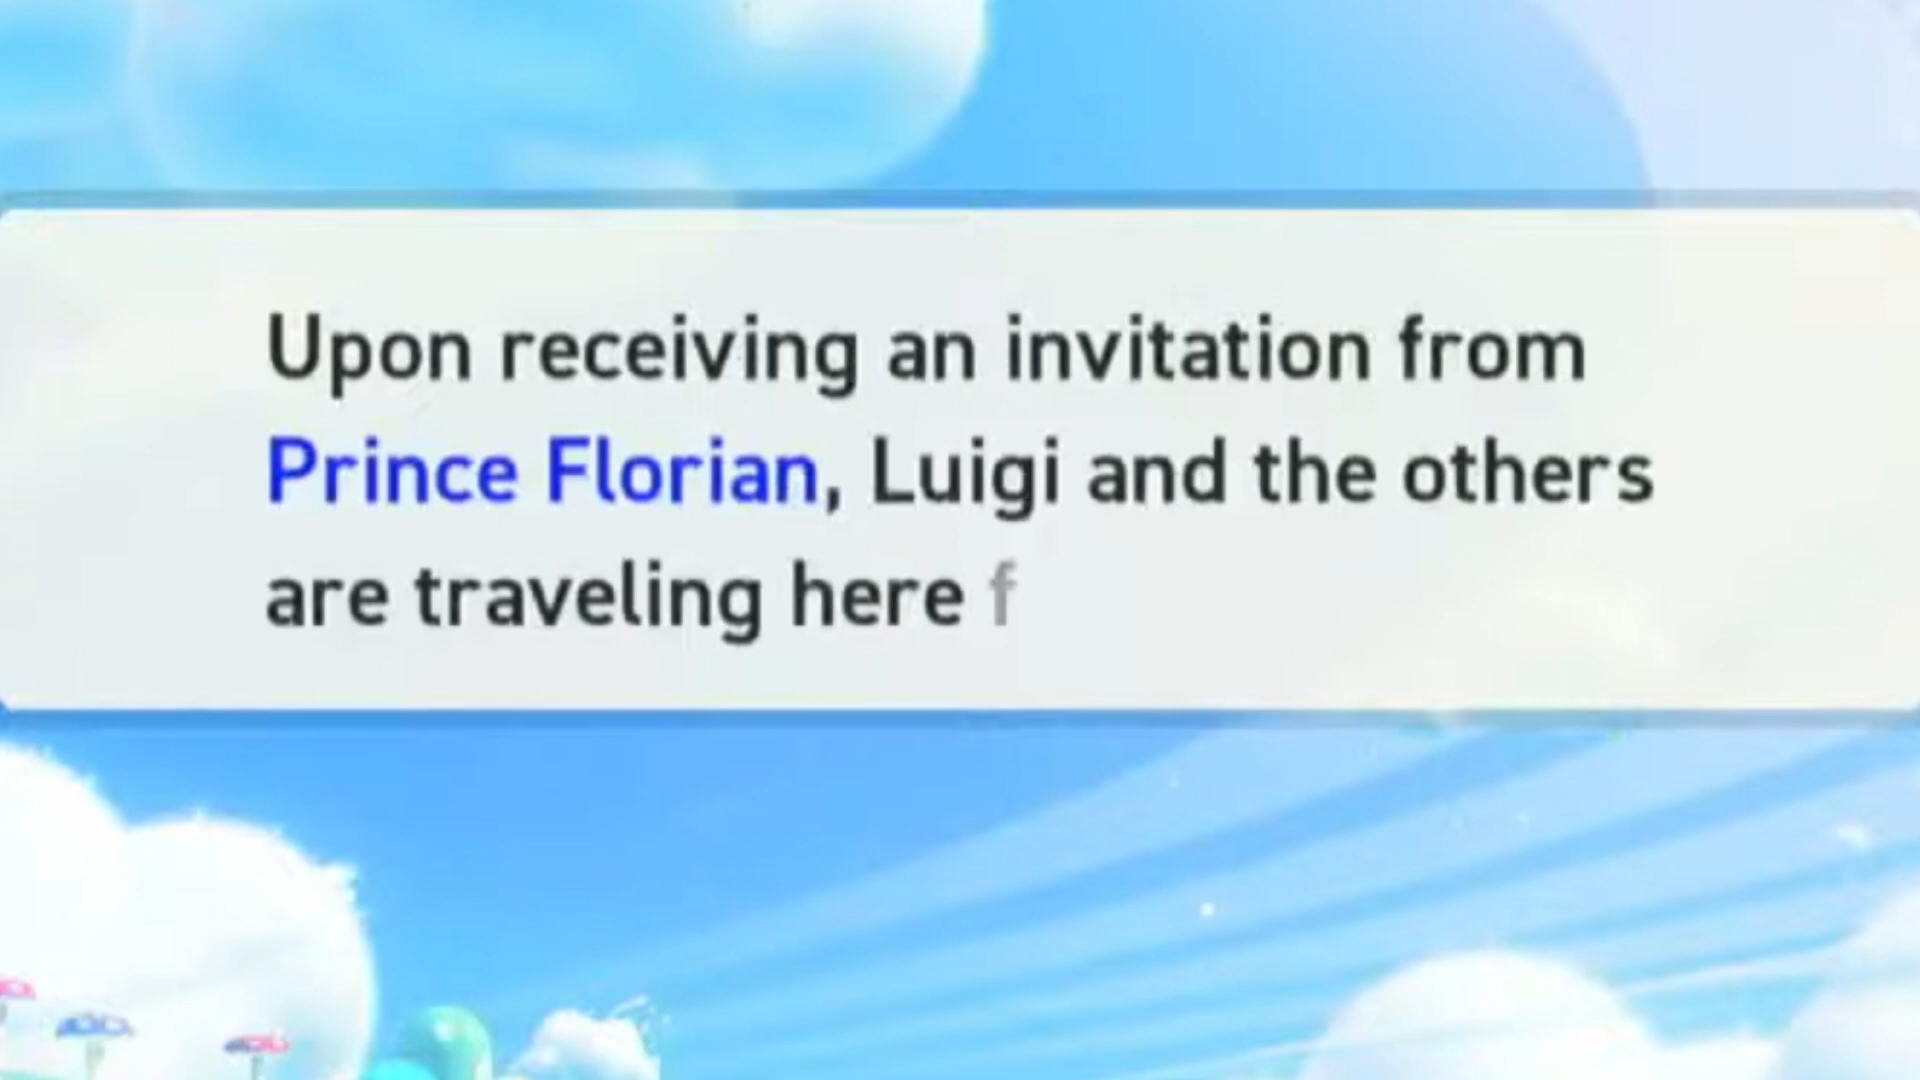 Upon receiving an invitation from
Prince Florian, Luigi and the others
are traveling here f